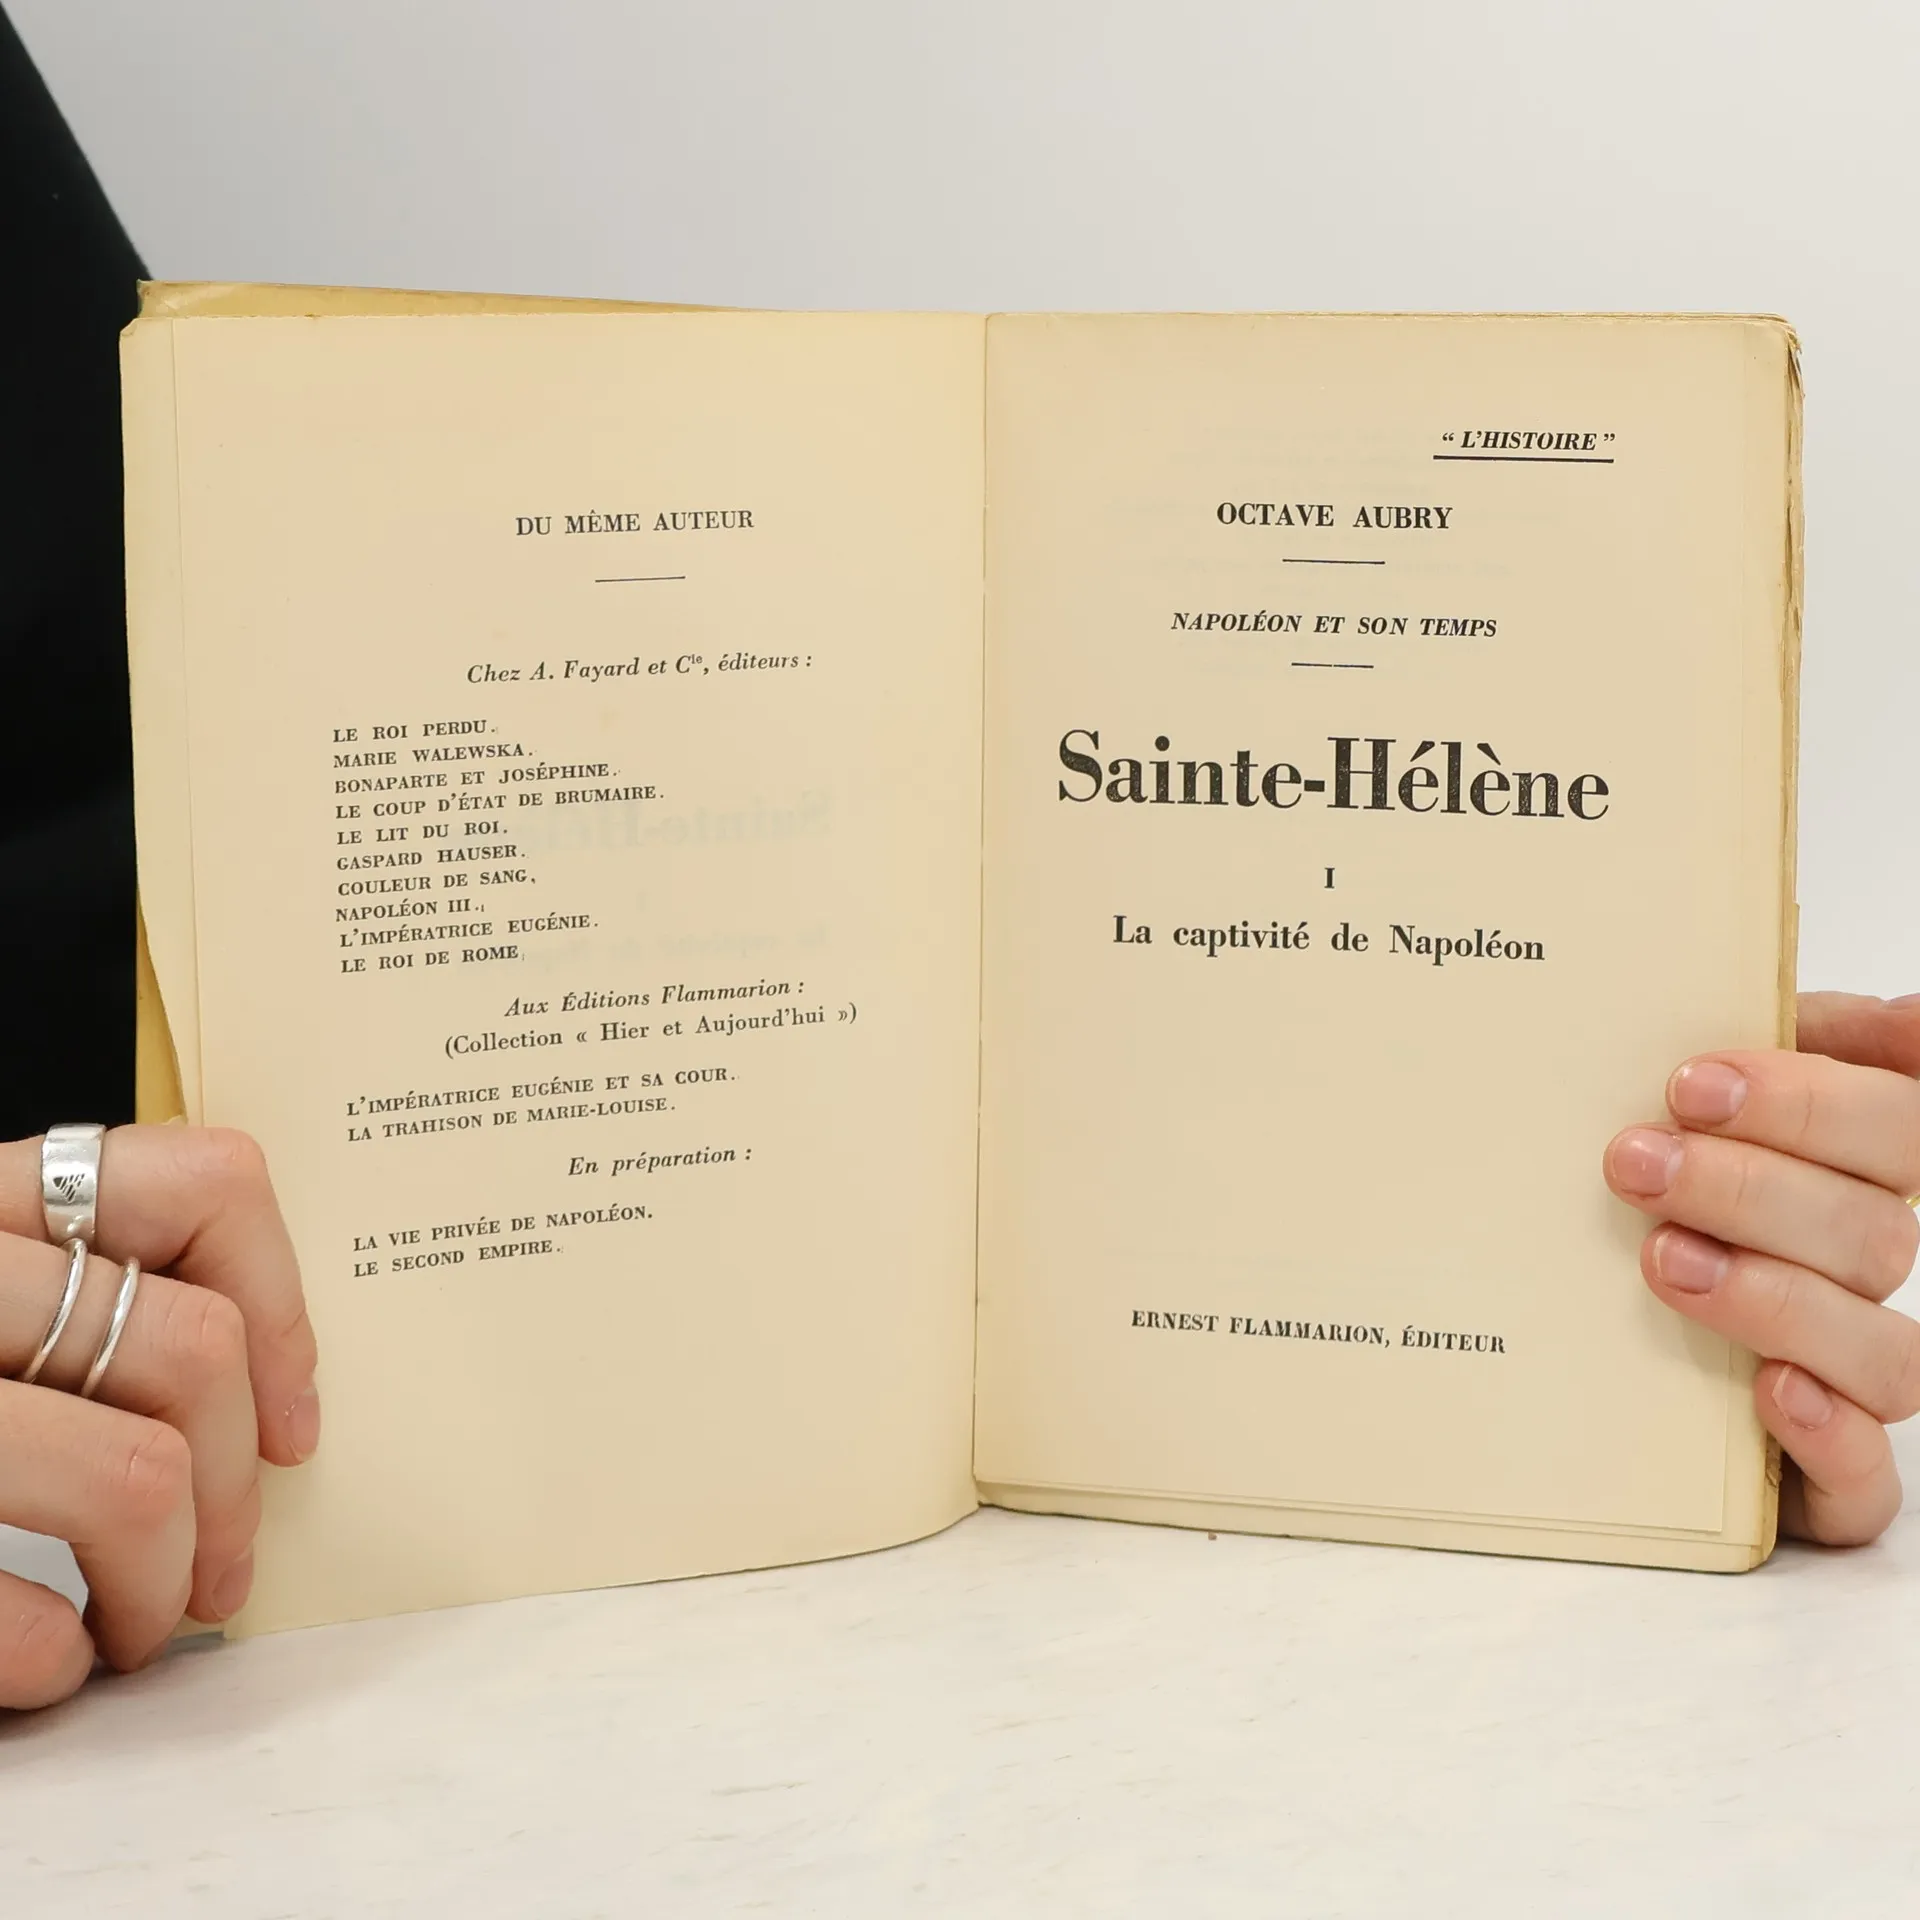 DU MÊME AUTEUR
Chez A. Fayard et Cie, éditeurs :
LE ROI PERDU.
MARIE WALEWSKA.
BONAPARTE ET JOSÉPHINE.
LE COUP D'ÉTAT DE BRUMAIRE.
LE LIT DU ROI.
GASPARD HAUSER.
COULEUR DE SANG.
NAPOLÉON III.
L'IMPÉRATRICE EUGÉNIE.
LE ROI DE ROME.
Aux Éditions Flammarion :
(Collection « Hier et Aujourd'hui »)
L'IMPÉRATRICE EUGÉNIE ET SA COUR.
LA TRAHISON DE MARIE-LOUISE.
En préparation :
LA VIE PRIVÉE DE NAPOLÉON.
LE SECOND EMPIRE.
“ L'HISTOIRE ”
OCTAVE AUBRY
NAPOLÉON ET SON TEMPS
Sainte-Hélène
I
La captivité de Napoléon
ERNEST FLAMMARION, ÉDITEUR